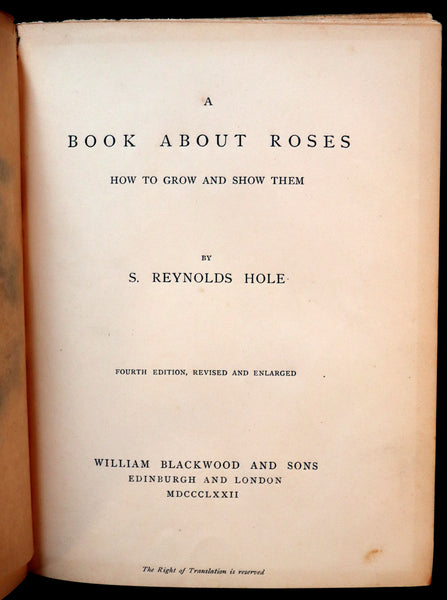 A
BOOK ABOUT ROSES
HOW TO GROW AND SHOW THEM
BY
S. REYNOLDS HOLE
FOURTH EDITION, REVISED AND ENLARGED
WILLIAM BLACKWOOD AND SONS
EDINBURGH AND LONDON
MDCCCLXXII
The Right of Translation is reserved